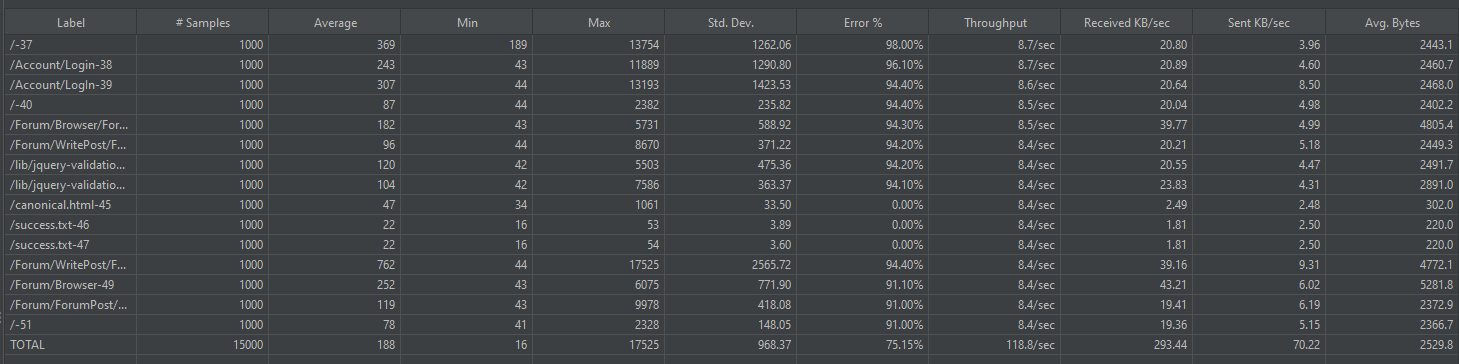 Label # Samples Average Min Max Std. Dev. Error % Throughput Received KB/sec Sent KB/sec Avg. Bytes
/-37 1000 369 189 13754 1262.06 98.00% 8.7/sec 20.80 3.96 2443.1
/Account/Login-38 1000 243 43 11889 1290.80 96.10% 8.7/sec 20.89 4.60 2460.7
/Account/LogIn-39 1000 307 44 13193 1423.53 94.40% 8.6/sec 20.64 8.50 2468.0
/-40 1000 87 44 2382 235.82 94.40% 8.5/sec 20.04 4.98 2402.2
/Forum/Browser/For... 1000 182 43 5731 588.92 94.30% 8.5/sec 39.77 4.99 4805.4
/Forum/WritePost/F... 1000 96 44 8670 371.22 94.20% 8.4/sec 20.21 5.18 2449.3
/lib/jquery-validatio... 1000 120 42 5503 475.36 94.20% 8.4/sec 20.55 4.47 2491.7
/lib/jquery-validatio... 1000 104 42 7586 363.37 94.10% 8.4/sec 23.83 4.31 2891.0
/canonical.html-45 1000 47 34 1061 33.50 0.00% 8.4/sec 2.49 2.48 302.0
/success.txt-46 1000 22 16 53 3.89 0.00% 8.4/sec 1.81 2.50 220.0
/success.txt-47 1000 22 16 54 3.60 0.00% 8.4/sec 1.81 2.50 220.0
/Forum/WritePost/F... 1000 762 44 17525 2565.72 94.40% 8.4/sec 39.16 9.31 4772.1
/Forum/Browser-49 1000 252 43 6075 771.90 91.10% 8.4/sec 43.21 6.02 5281.8
/Forum/ForumPost/... 1000 119 43 9978 418.08 91.00% 8.4/sec 19.41 6.19 2372.9
/-51 1000 78 41 2328 148.05 91.00% 8.4/sec 19.36 5.15 2366.7
TOTAL 15000 188 16 17525 968.37 75.15% 118.8/sec 293.44 70.22 2529.8